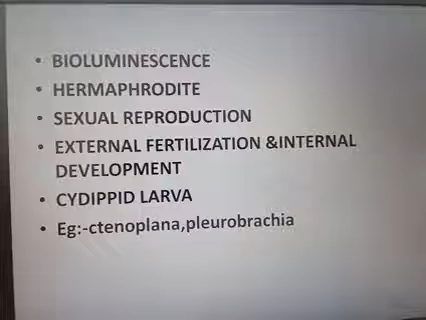 • BIOLUMINESCENCE
• HERMAPHRODITE
• SEXUAL REPRODUCTION
• EXTERNAL FERTILIZATION &INTERNAL
DEVELOPMENT
• CYDIPPID LARVA
• Eg:-ctenoplana,pleurobrachia